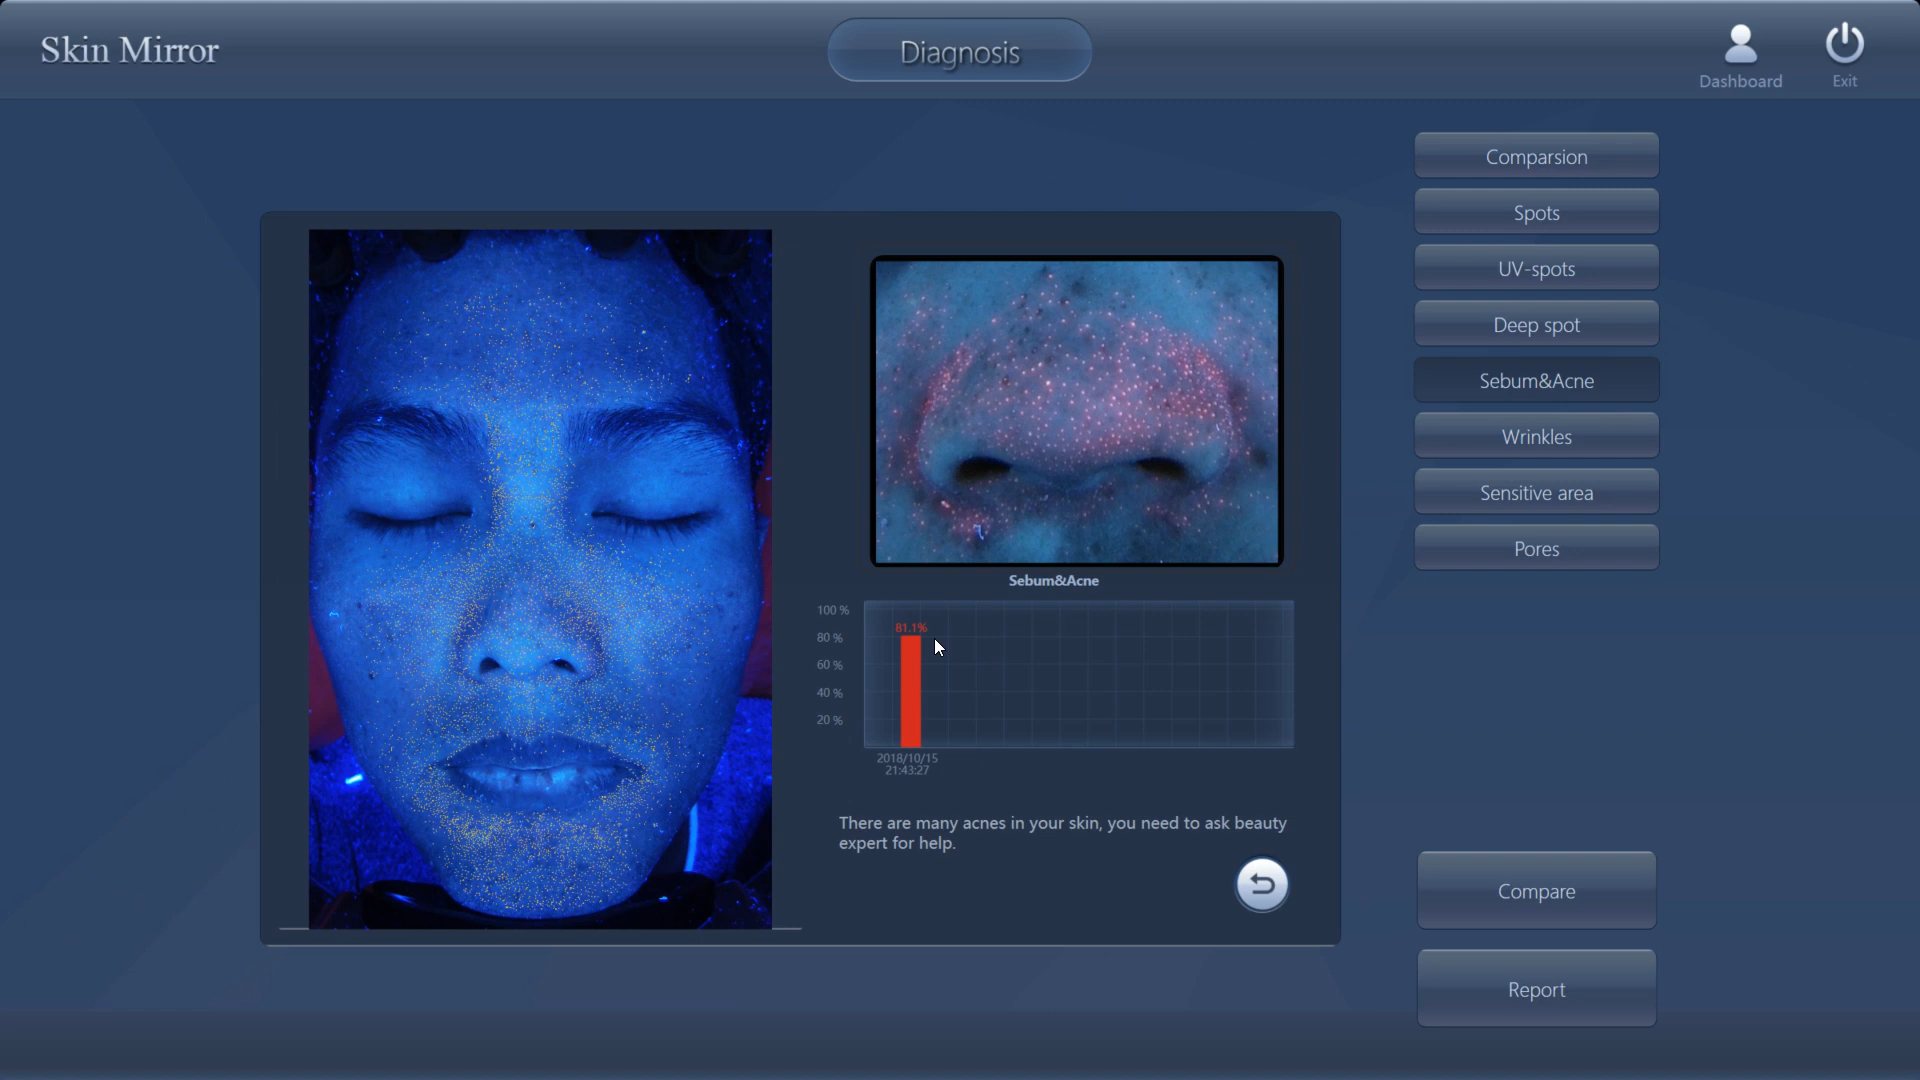 Skin Mirror
Diagnosis
Dashboard
Exit
Comparsion
Spots
UV-spots
Deep spot
Sebum&Acne
Wrinkles
Sensitive area
Pores
Sebum&Acne
100 %
80 %
60 %
40 %
20 %
81.1%
2018/10/15
21:43:27
There are many acnes in your skin, you need to ask beauty
expert for help.
Compare
Report